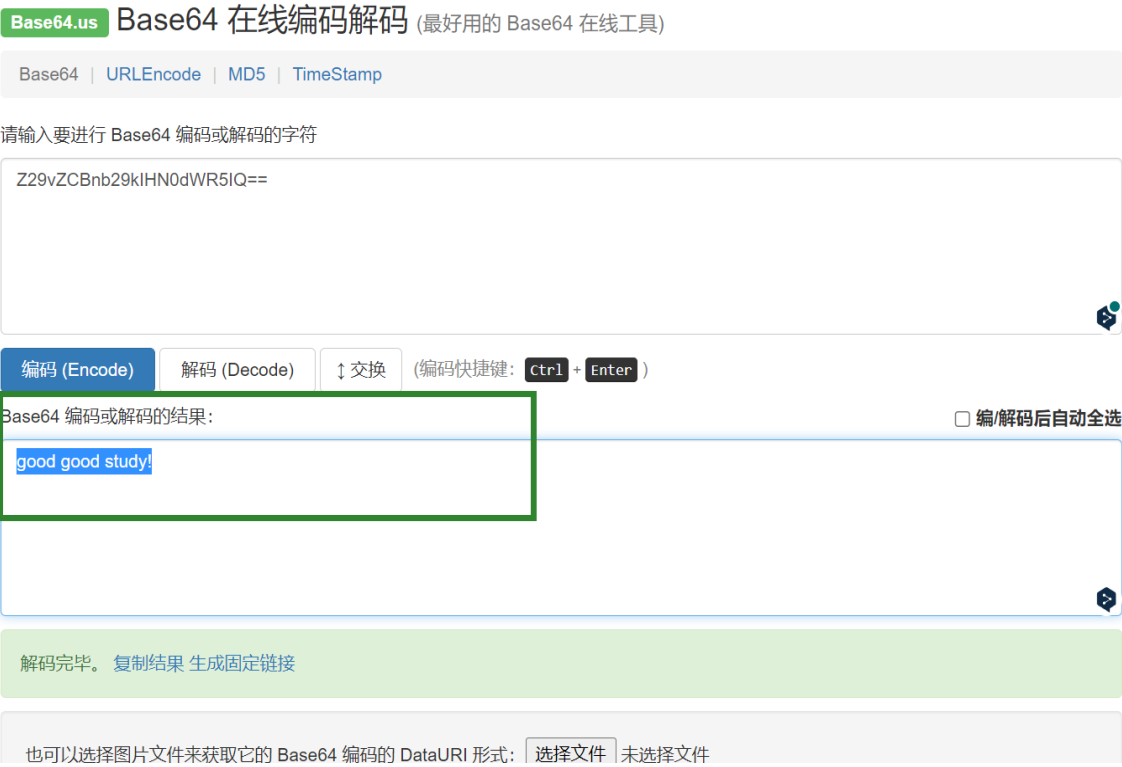 Base64.us Base64 在线编码解码 (最好用的 Base64 在线工具)
Base64 | URLEncode | MD5 | TimeStamp
请输入要进行 Base64 编码或解码的字符
Z29vZCBnb29kIHN0dWR5IQ==
编码 (Encode) 解码 (Decode) ↕交换 (编码快捷键： Ctrl + Enter )
Base64 编码或解码的结果： 编/解码后自动全选
good good study!
解码完毕。 复制结果 生成固定链接
也可以选择图片文件来获取它的 Base64 编码的 DataURI 形式： 选择文件 未选择文件